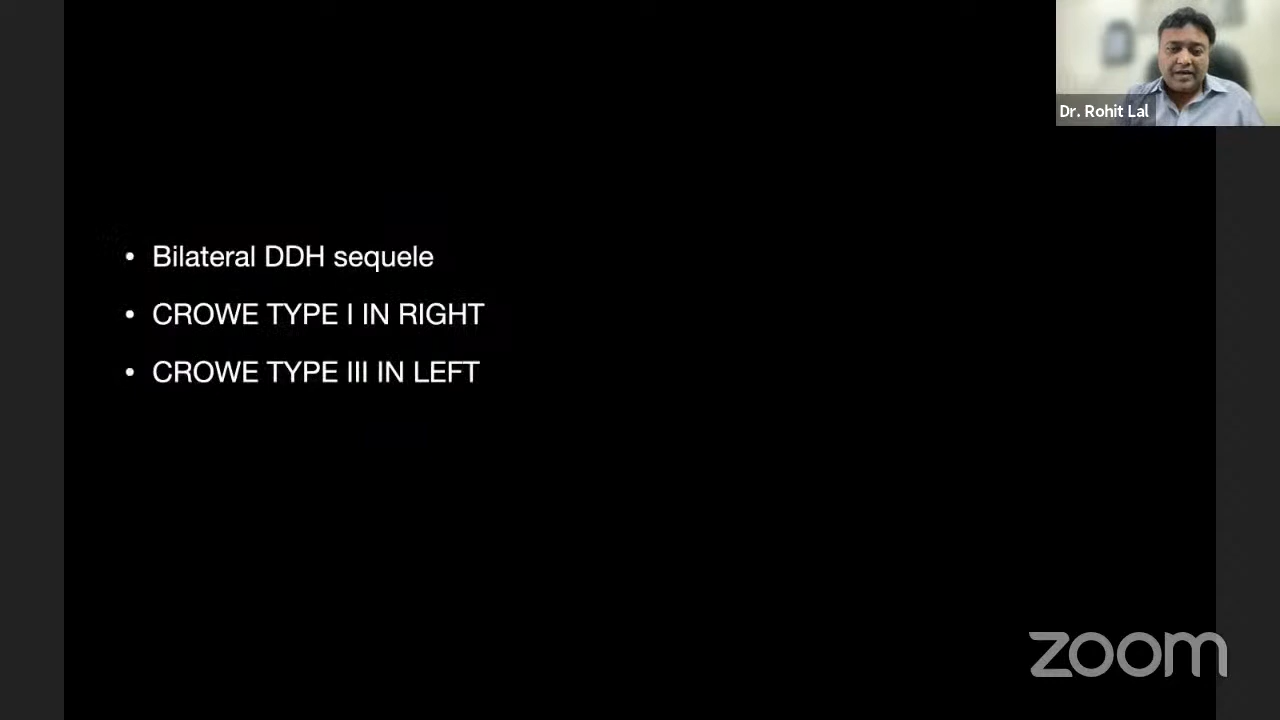 Dr. Rohit Lal
• Bilateral DDH sequele
• CROWE TYPE I IN RIGHT
• CROWE TYPE III IN LEFT
zoom